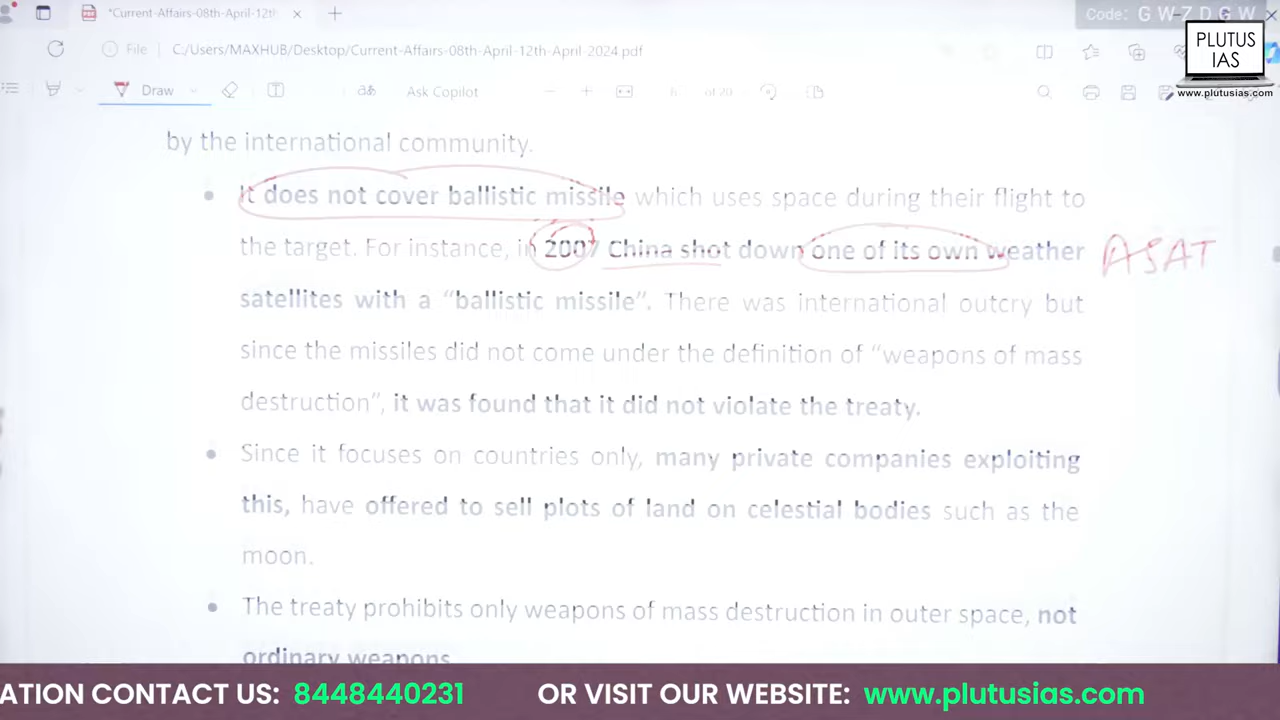 *Current-Affairs-08th-April-12th
Code: G W Z D G W
File C:/Users/MAXHUB/Desktop/Current-Affairs-08th-April-12th-April-2024 pdf
PLUTUS
IAS
www.plutusias.com
Draw
Ask Copilot
of 20
by the international community.
• It does not cover ballistic missile which uses space during their flight to
the target. For instance, in 2007 China shot down one of its own weather ASAT
satellites with a “ballistic missile”. There was international outcry but
since the missiles did not come under the definition of “weapons of mass
destruction”, it was found that it did not violate the treaty.
• Since it focuses on countries only, many private companies exploiting
this, have offered to sell plots of land on celestial bodies such as the
moon.
• The treaty prohibits only weapons of mass destruction in outer space, not
ordinary weapons
ATION CONTACT US: 8448440231 OR VISIT OUR WEBSITE: www.plutusias.com